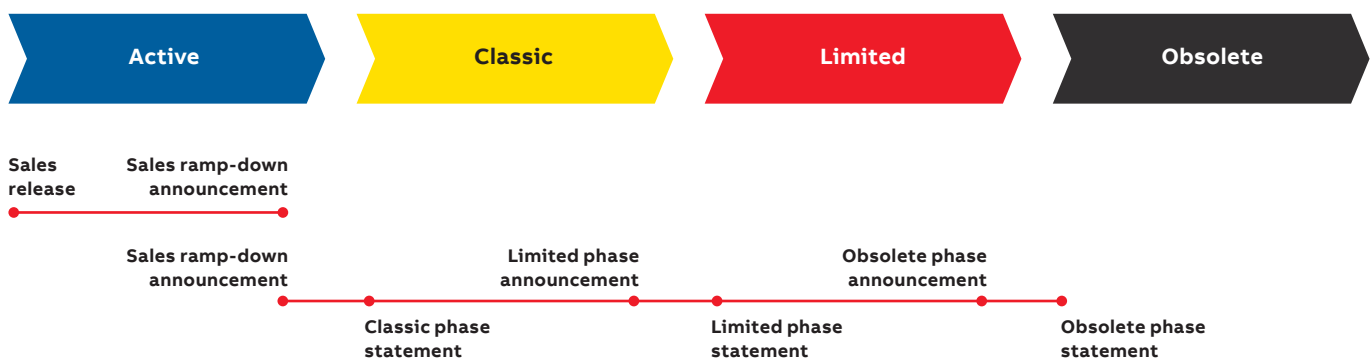 Active
Classic
Limited
Obsolete
Sales
release
Sales ramp-down
announcement
Sales ramp-down
announcement
Limited phase
announcement
Obsolete phase
announcement
Classic phase
statement
Limited phase
statement
Obsolete phase
statement